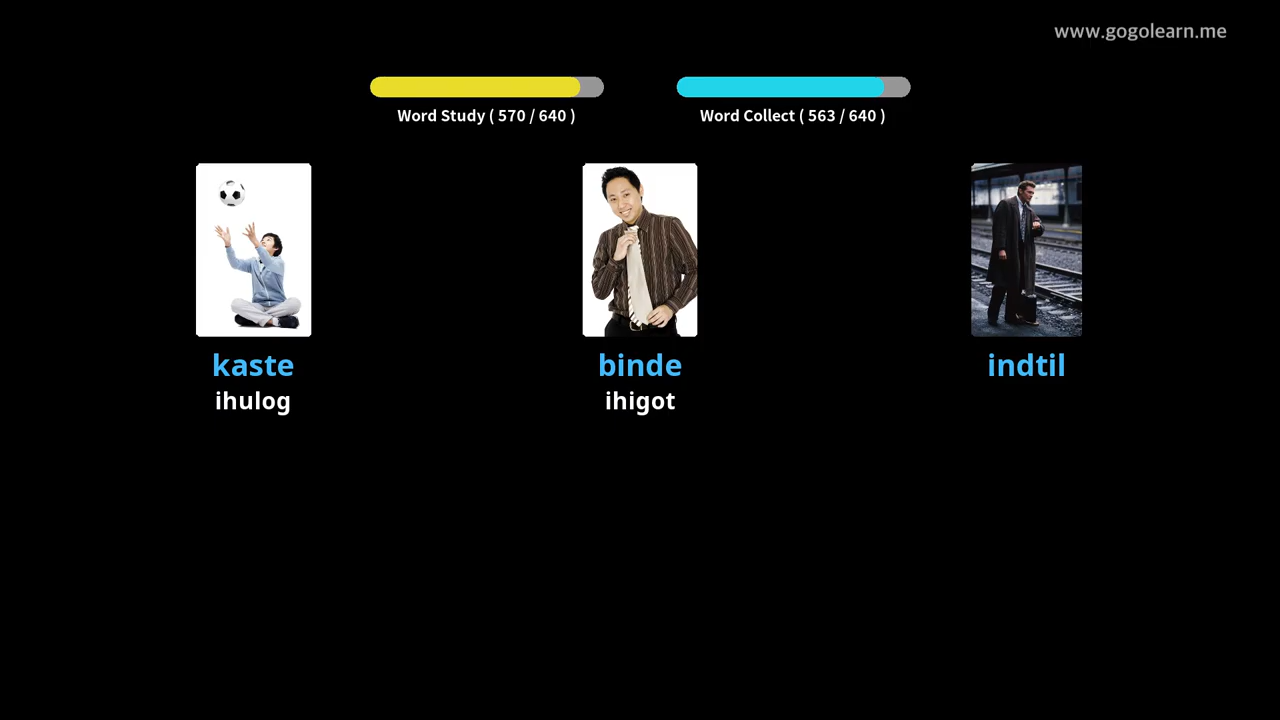 www.gogolearn.me
Word Study ( 570 / 640 )
Word Collect ( 563 / 640 )
kaste
ihulog
binde
ihigot
indtil